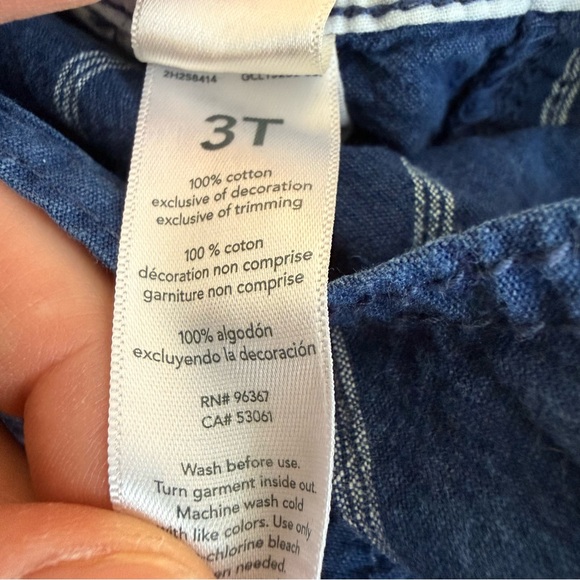 2H258414
3T
100% cotton
exclusive of decoration
exclusive of trimming
100 % coton
décoration non comprise
garniture non comprise
100% algodón
excluyendo la decoración
RN# 96367
CA# 53061
Wash before use.
Turn garment inside out.
Machine wash cold
with like colors. Use only
chlorine bleach
needed.